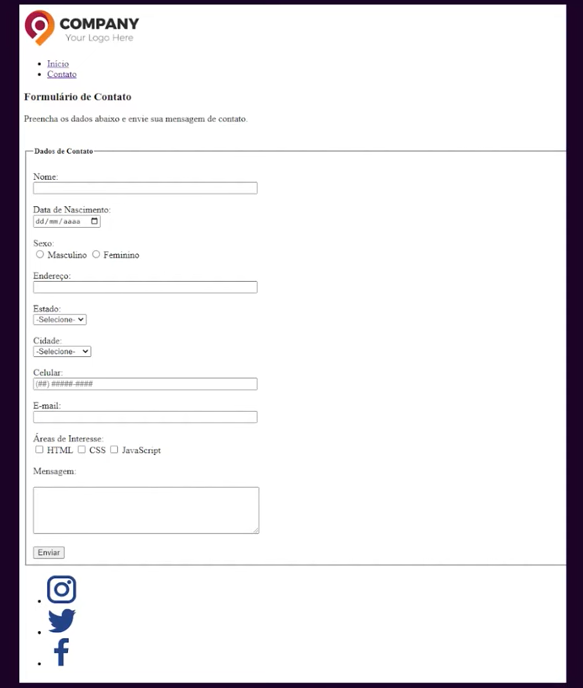 COMPANY
Your Logo Here
Início
Contato
Formulário de Contato
Preencha os dados abaixo e envie sua mensagem de contato.
Dados de Contato
Nome:
Data de Nascimento:
dd/mm/aaaa
Sexo:
Masculino Feminino
Endereço:
Estado:
-Selecione-
Cidade:
-Selecione-
Celular:
(##) #####-####
E-mail:
Áreas de Interesse:
HTML CSS JavaScript
Mensagem:
Enviar